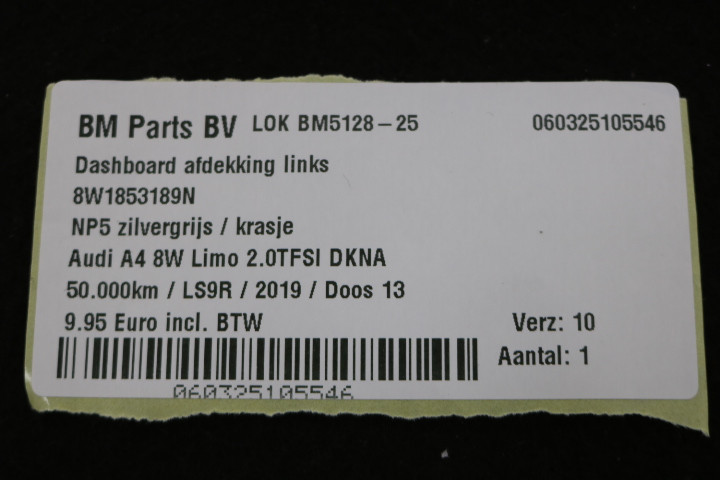 BM Parts BV LOK BM5128-25 060325105546
Dashboard afdekking links
8W1853189N
NP5 zilvergrijs / krasje
Audi A4 8W Limo 2.0TFSI DKNA
50.000km / LS9R / 2019 / Doos 13
9.95 Euro incl. BTW Verz: 10
Aantal: 1
060325105546